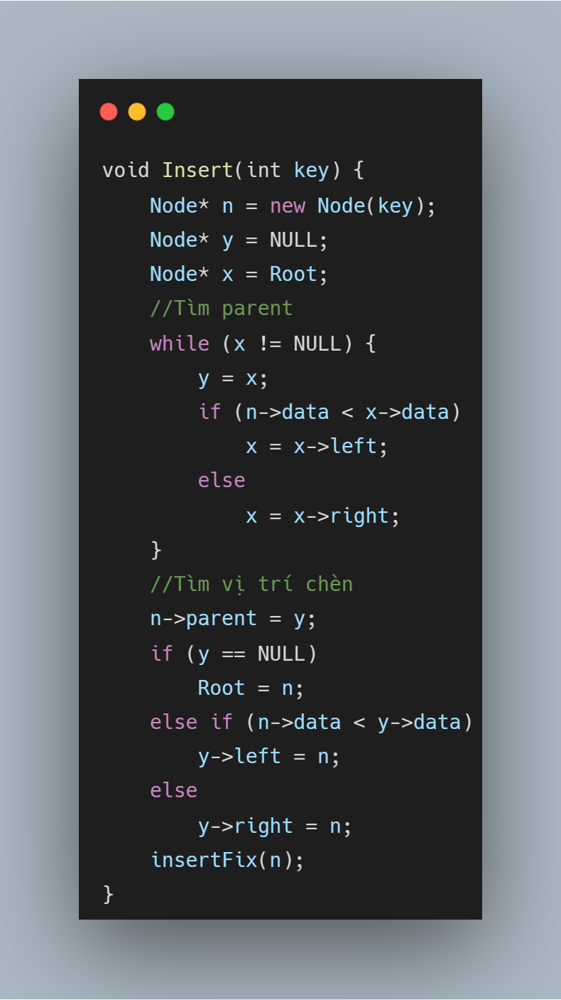 void Insert(int key) {
    Node* n = new Node(key);
    Node* y = NULL;
    Node* x = Root;
    //Tìm parent
    while (x != NULL) {
        y = x;
        if (n->data < x->data)
            x = x->left;
        else
            x = x->right;
    }
    //Tìm vị trí chèn
    n->parent = y;
    if (y == NULL)
        Root = n;
    else if (n->data < y->data)
        y->left = n;
    else
        y->right = n;
    insertFix(n);
}